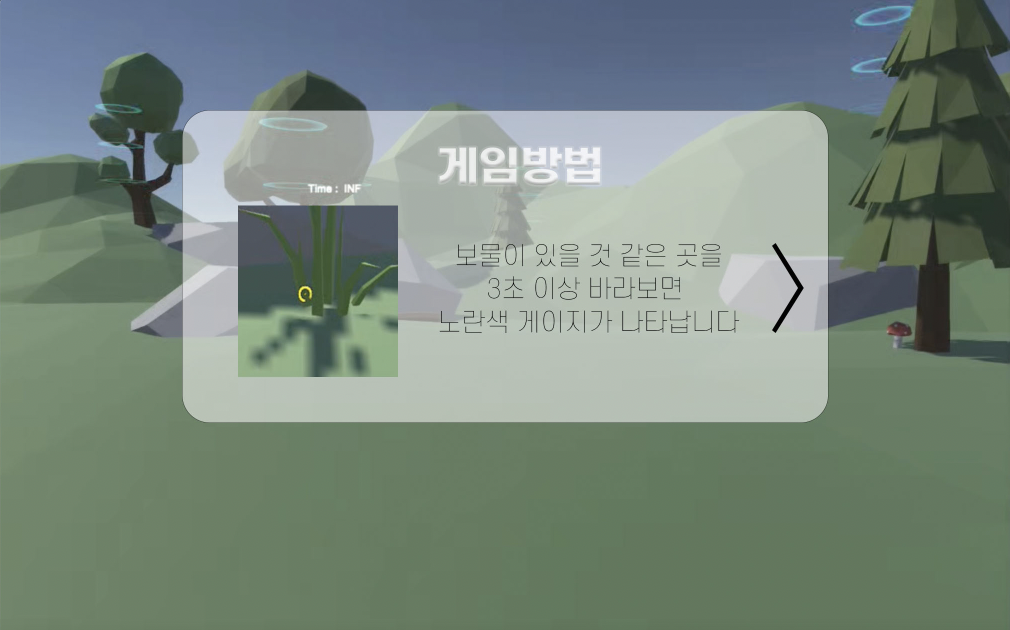 게임방법
Time : INF
보물이 있을 것 같은 곳을
3초 이상 바라보면
노란색 게이지가 나타납니다